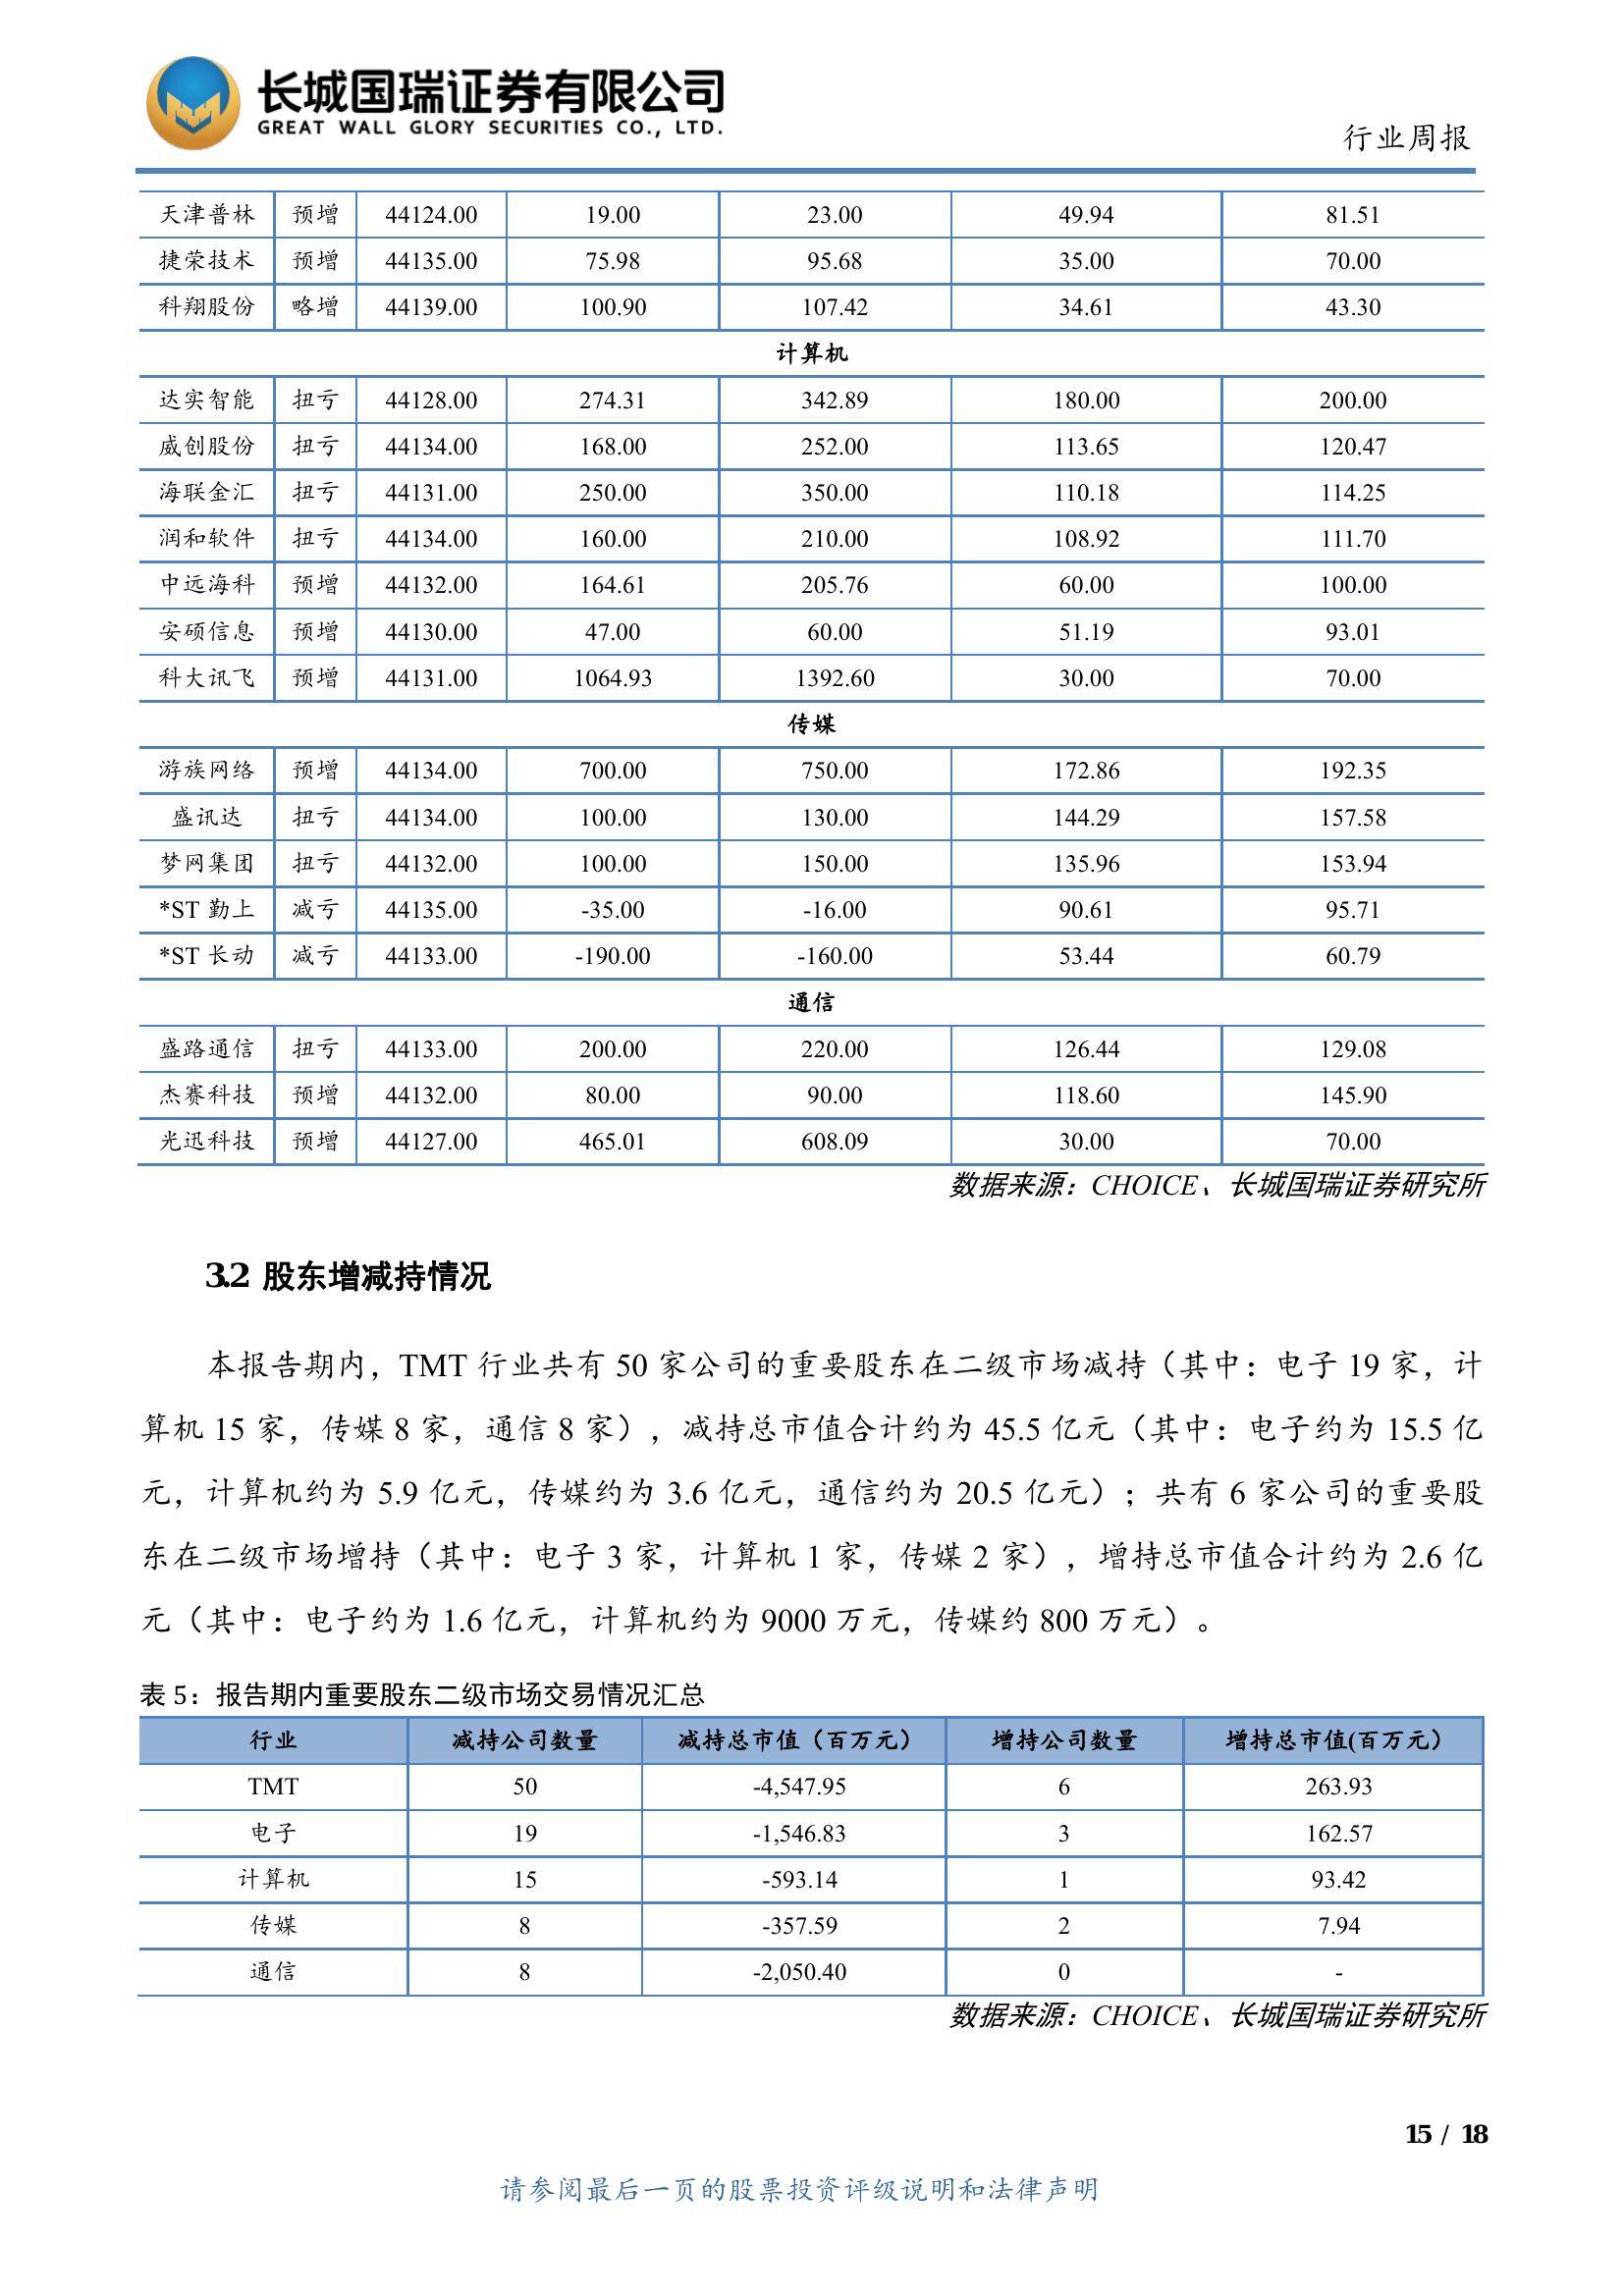 长城国瑞证券有限公司
GREAT WALL GLORY SECURITIES CO., LTD.
行业周报
天津普林 预增 44124.00 19.00 23.00 49.94 81.51
捷荣技术 预增 44135.00 75.98 95.68 35.00 70.00
科翔股份 略增 44139.00 100.90 107.42 34.61 43.30
计算机
达实智能 扭亏 44128.00 274.31 342.89 180.00 200.00
威创股份 扭亏 44134.00 168.00 252.00 113.65 120.47
海联金汇 扭亏 44131.00 250.00 350.00 110.18 114.25
润和软件 扭亏 44134.00 160.00 210.00 108.92 111.70
中远海科 预增 44132.00 164.61 205.76 60.00 100.00
安硕信息 预增 44130.00 47.00 60.00 51.19 93.01
科大讯飞 预增 44131.00 1064.93 1392.60 30.00 70.00
传媒
游族网络 预增 44134.00 700.00 750.00 172.86 192.35
盛讯达 扭亏 44134.00 100.00 130.00 144.29 157.58
梦网集团 扭亏 44132.00 100.00 150.00 135.96 153.94
*ST 勤上 减亏 44135.00 -35.00 -16.00 90.61 95.71
*ST 长动 减亏 44133.00 -190.00 -160.00 53.44 60.79
通信
盛路通信 扭亏 44133.00 200.00 220.00 126.44 129.08
杰赛科技 预增 44132.00 80.00 90.00 118.60 145.90
光迅科技 预增 44127.00 465.01 608.09 30.00 70.00
数据来源：CHOICE、长城国瑞证券研究所
3.2 股东增减持情况
本报告期内，TMT 行业共有 50 家公司的重要股东在二级市场减持（其中：电子 19 家，计
算机 15 家，传媒 8 家，通信 8 家），减持总市值合计约为 45.5 亿元（其中：电子约为 15.5 亿
元，计算机约为 5.9 亿元，传媒约为 3.6 亿元，通信约为 20.5 亿元）；共有 6 家公司的重要股
东在二级市场增持（其中：电子 3 家，计算机 1 家，传媒 2 家），增持总市值合计约为 2.6 亿
元（其中：电子约为 1.6 亿元，计算机约为 9000 万元，传媒约 800 万元）。
表 5：报告期内重要股东二级市场交易情况汇总
行业 减持公司数量 减持总市值（百万元） 增持公司数量 增持总市值(百万元）
TMT 50 -4,547.95 6 263.93
电子 19 -1,546.83 3 162.57
计算机 15 -593.14 1 93.42
传媒 8 -357.59 2 7.94
通信 8 -2,050.40 0 -
数据来源：CHOICE、长城国瑞证券研究所
15 / 18
请参阅最后一页的股票投资评级说明和法律声明